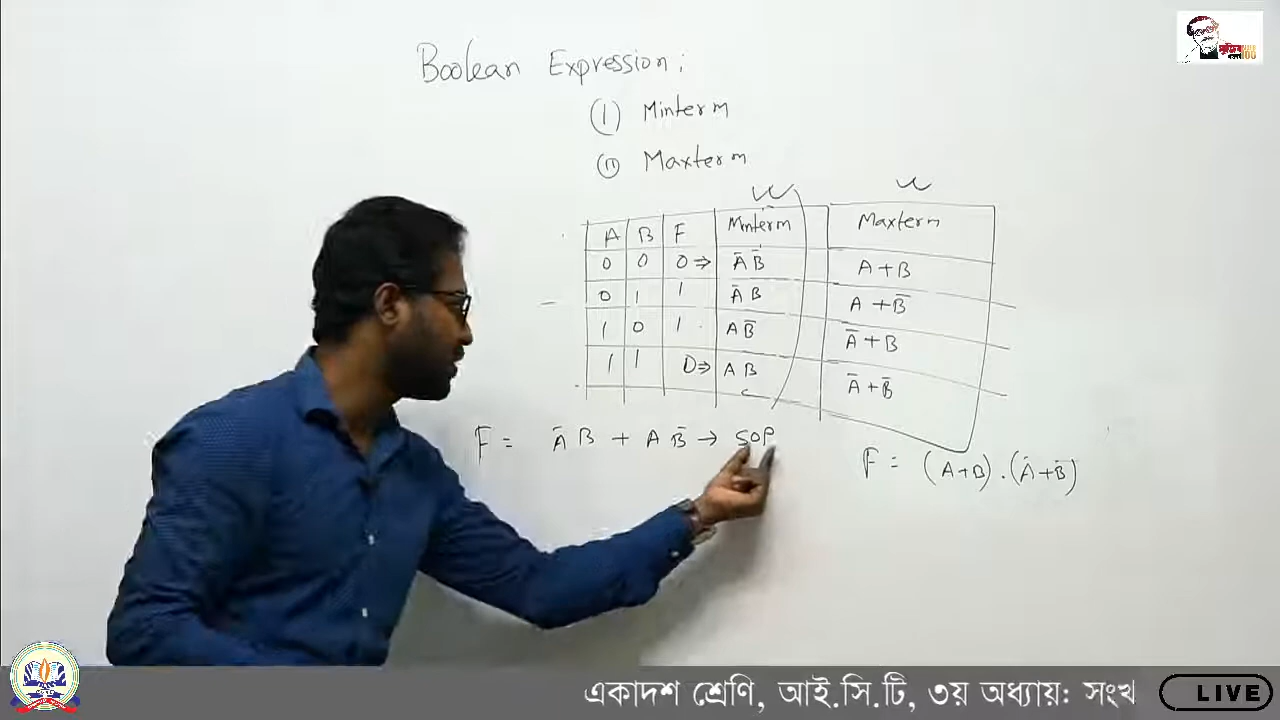 Boolean Expression:
(I) Minterm
(II) Maxterm
A B F Minterm Maxterm
0 0 0 ⇒ A̅ B̅ A + B
0 1 1 A̅ B A + B̅
1 0 1 A B̅ A̅ + B
1 1 0 ⇒ A B A̅ + B̅
F = A̅ B + A B̅ → SOP
F = (A+B) . (A̅+B̅)
একাদশ শ্রেণি, আই.সি.টি, ৩য় অধ্যায়ঃ সংখ
LIVE